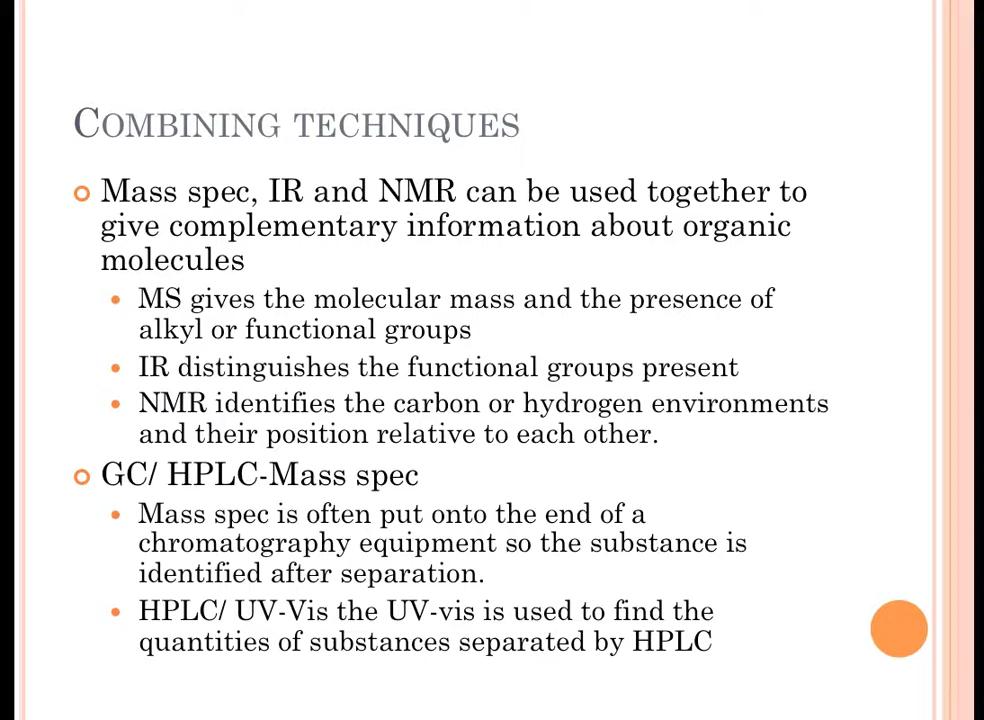 COMBINING TECHNIQUES
Mass spec, IR and NMR can be used together to
give complementary information about organic
molecules
MS gives the molecular mass and the presence of
alkyl or functional groups
IR distinguishes the functional groups present
NMR identifies the carbon or hydrogen environments
and their position relative to each other.
GC/ HPLC-Mass spec
Mass spec is often put onto the end of a
chromatography equipment so the substance is
identified after separation.
HPLC/ UV-Vis the UV-vis is used to find the
quantities of substances separated by HPLC